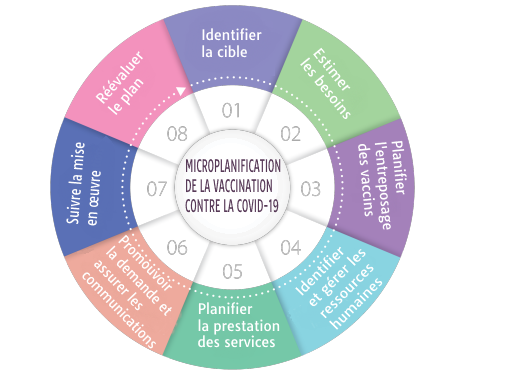 Identifier
la cible
Estimer
les besoins
Planifier
l'entreposage
des vaccins
Identifier
et gérer les
ressources
humaines
Planifier
la prestation
des services
Promouvoir
la demande et
assurer les
communications
Suivre la mise
en œuvre
Réévaluer
le plan
01
02
03
04
05
06
07
08
MICROPLANIFICATION
DE LA VACCINATION
CONTRE LA COVID-19